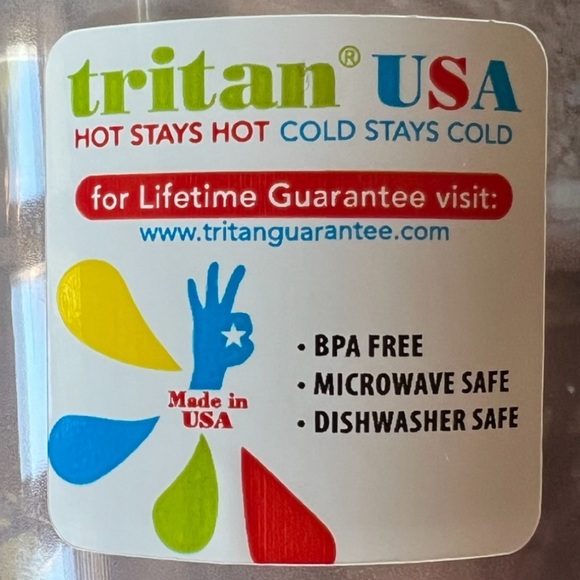 tritan® USA
HOT STAYS HOT COLD STAYS COLD
for Lifetime Guarantee visit:
www.tritanguarantee.com
• BPA FREE
• MICROWAVE SAFE
• DISHWASHER SAFE
Made in
USA